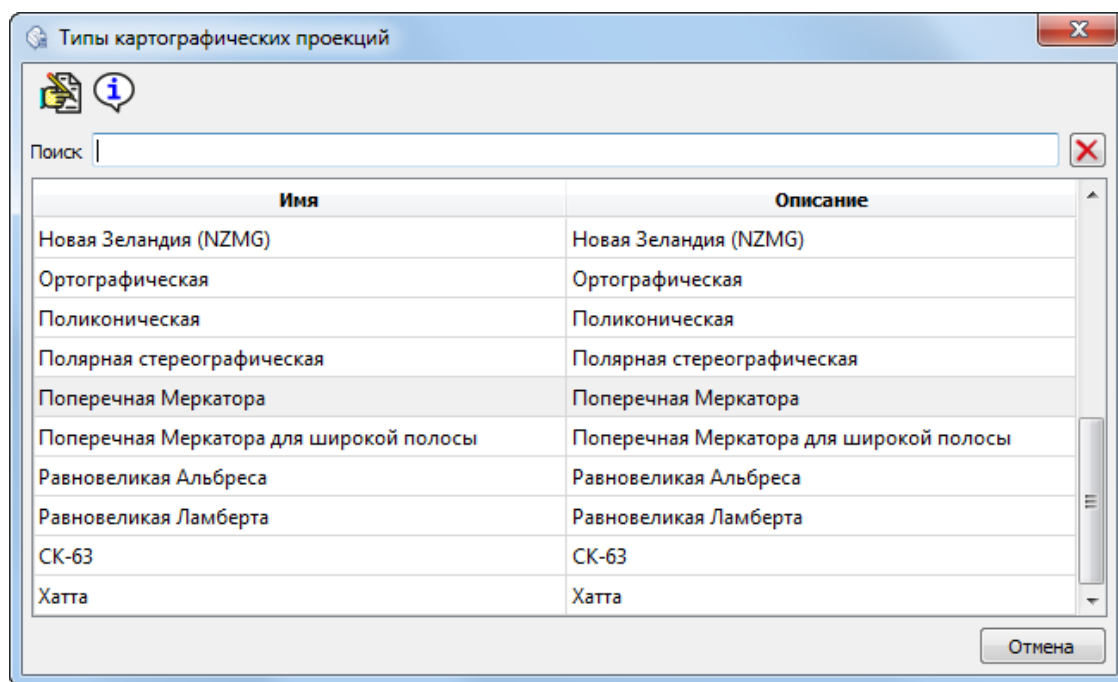 Типы картографических проекций
Поиск
Имя Описание
Новая Зеландия (NZMG) Новая Зеландия (NZMG)
Ортографическая Ортографическая
Поликоническая Поликоническая
Полярная стереографическая Полярная стереографическая
Поперечная Меркатора Поперечная Меркатора
Поперечная Меркатора для широкой полосы Поперечная Меркатора для широкой полосы
Равновеликая Альбреса Равновеликая Альбреса
Равновеликая Ламберта Равновеликая Ламберта
СК-63 СК-63
Хатта Хатта
Отмена